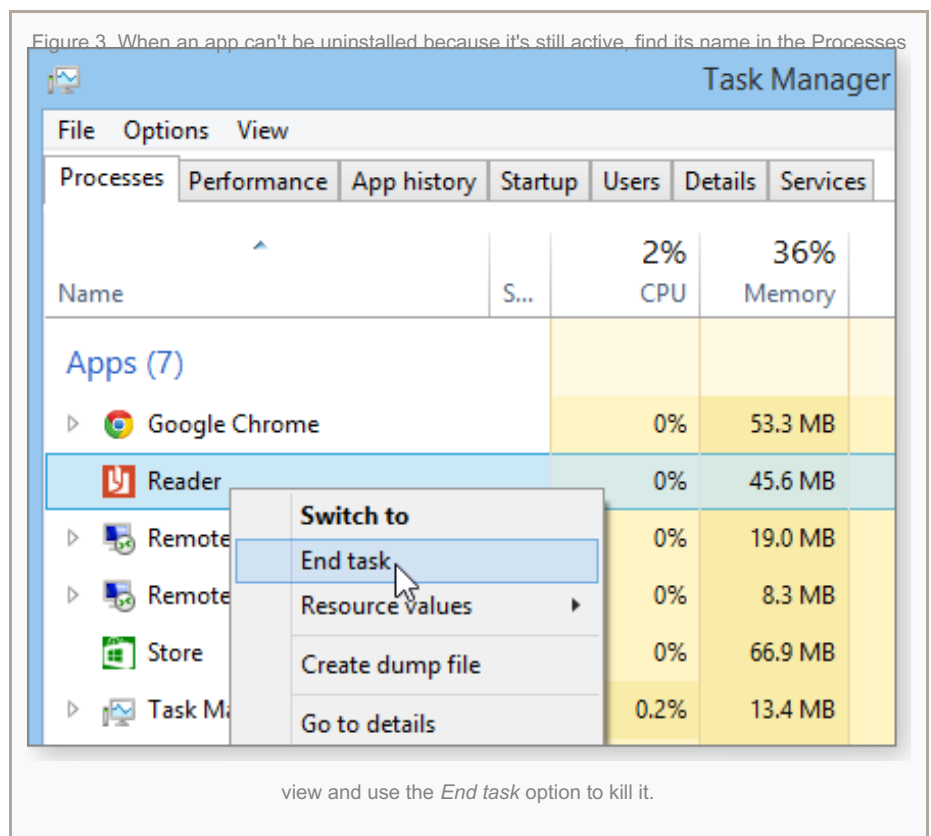 Figure 3. When an app can't be uninstalled because it's still active, find its name in the Processes
Task Manager
File Options View
Processes Performance App history Startup Users Details Services
2% 36%
Name S... CPU Memory
Apps (7)
Google Chrome 0% 53.3 MB
Reader 0% 45.6 MB
Switch to
Remote 0% 19.0 MB
End task
Remote 0% 8.3 MB
Resource values
Store 0% 66.9 MB
Create dump file
Task Ma 0.2% 13.4 MB
Go to details
view and use the End task option to kill it.